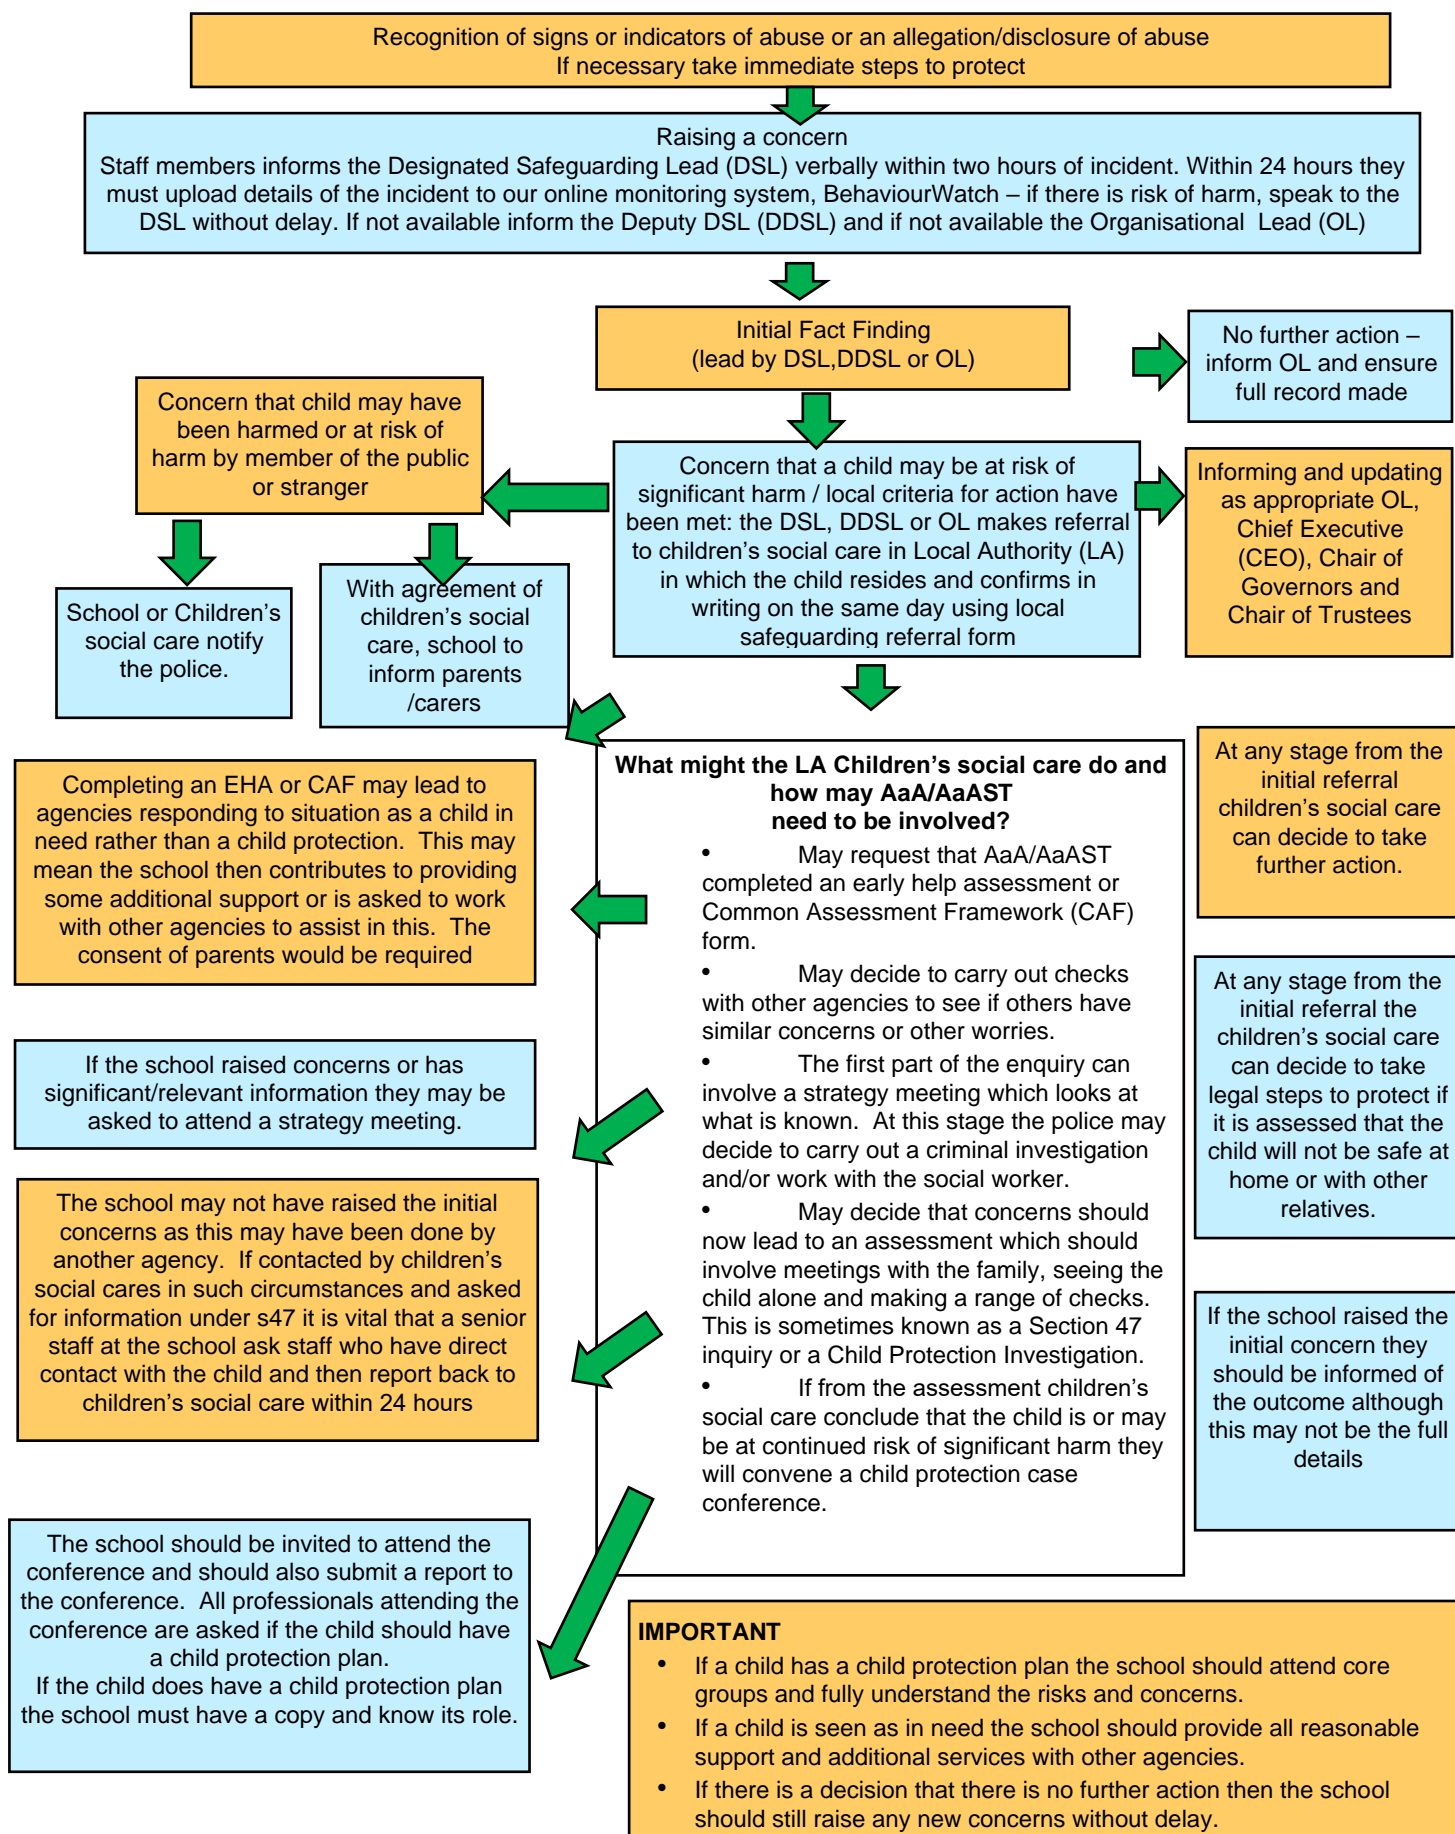 Recognition of signs or indicators of abuse or an allegation/disclosure of abuse
If necessary take immediate steps to protect
Raising a concern
Staff members informs the Designated Safeguarding Lead (DSL) verbally within two hours of incident. Within 24 hours they
must upload details of the incident to our online monitoring system, BehaviourWatch – if there is risk of harm, speak to the
DSL without delay. If not available inform the Deputy DSL (DDSL) and if not available the Organisational  Lead (OL)
Initial Fact Finding
(lead by DSL,DDSL or OL)
No further action –
inform OL and ensure
full record made
Concern that child may have
been harmed or at risk of
harm by member of the public
or stranger
Concern that a child may be at risk of
significant harm / local criteria for action have
been met: the DSL, DDSL or OL makes referral
to children’s social care in Local Authority (LA)
in which the child resides and confirms in
writing on the same day using local
safeguarding referral form
Informing and updating
as appropriate OL,
Chief Executive
(CEO), Chair of
Governors and
Chair of Trustees
School or Children’s
social care notify
the police.
With agreement of
children’s social
care, school to
inform parents
/carers
What might the LA Children’s social care do and
how may AaA/AaAST
need to be involved?
• May request that AaA/AaAST
completed an early help assessment or
Common Assessment Framework (CAF)
form.
• May decide to carry out checks
with other agencies to see if others have
similar concerns or other worries.
• The first part of the enquiry can
involve a strategy meeting which looks at
what is known.  At this stage the police may
decide to carry out a criminal investigation
and/or work with the social worker.
• May decide that concerns should
now lead to an assessment which should
involve meetings with the family, seeing the
child alone and making a range of checks.
This is sometimes known as a Section 47
inquiry or a Child Protection Investigation.
• If from the assessment children’s
social care conclude that the child is or may
be at continued risk of significant harm they
will convene a child protection case
conference.
Completing an EHA or CAF may lead to
agencies responding to situation as a child in
need rather than a child protection.  This may
mean the school then contributes to providing
some additional support or is asked to work
with other agencies to assist in this.  The
consent of parents would be required
If the school raised concerns or has
significant/relevant information they may be
asked to attend a strategy meeting.
The school may not have raised the initial
concerns as this may have been done by
another agency.  If contacted by children’s
social cares in such circumstances and asked
for information under s47 it is vital that a senior
staff at the school ask staff who have direct
contact with the child and then report back to
children’s social care within 24 hours
The school should be invited to attend the
conference and should also submit a report to
the conference.  All professionals attending the
conference are asked if the child should have
a child protection plan.
If the child does have a child protection plan
the school must have a copy and know its role.
At any stage from the
initial referral
children’s social care
can decide to take
further action.
At any stage from the
initial referral the
children’s social care
can decide to take
legal steps to protect if
it is assessed that the
child will not be safe at
home or with other
relatives.
If the school raised the
initial concern they
should be informed of
the outcome although
this may not be the full
details
IMPORTANT
• If a child has a child protection plan the school should attend core
groups and fully understand the risks and concerns.
• If a child is seen as in need the school should provide all reasonable
support and additional services with other agencies.
• If there is a decision that there is no further action then the school
should still raise any new concerns without delay.